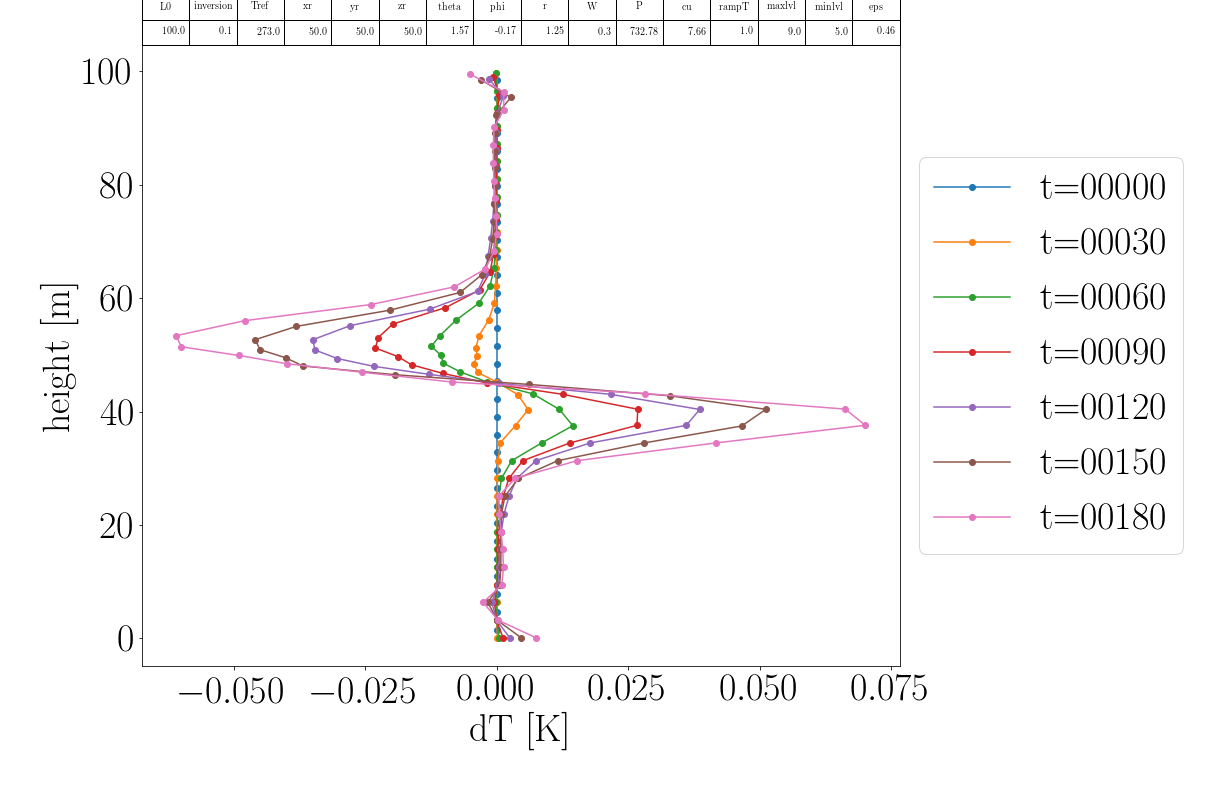 L0 inversion Tref xr yr zr theta phi r W P cu rampT maxlvl minlvl eps
100.0 0.1 273.0 50.0 50.0 50.0 1.57 -0.17 1.25 0.3 732.78 7.66 1.0 9.0 5.0 0.46
100
80
60
40
20
0
height [m]
−0.050 −0.025 0.000 0.025 0.050 0.075
dT [K]
t=00000
t=00030
t=00060
t=00090
t=00120
t=00150
t=00180